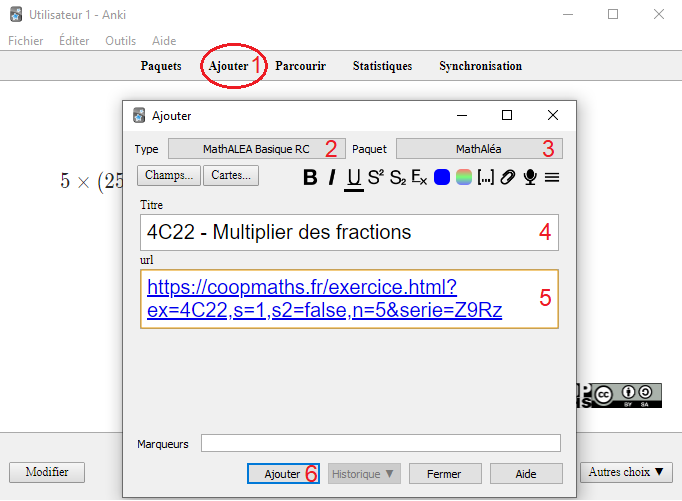 Utilisateur 1 - Anki
Fichier Éditer Outils Aide
Paquets Ajouter 1 Parcourir Statistiques Synchronisation
5 × (25
Ajouter
Type MathALEA Basique RC 2 Paquet MathAléa 3
Champs... Cartes... B I U S² S₂ Eₓ [...]
Titre
4C22 - Multiplier des fractions 4
url
https://coopmaths.fr/exercice.html?
ex=4C22,s=1,s2=false,n=5&serie=Z9Rz 5
cc BY SA
Marqueurs
Ajouter 6 Historique ▼ Fermer Aide
Modifier Autres choix ▼